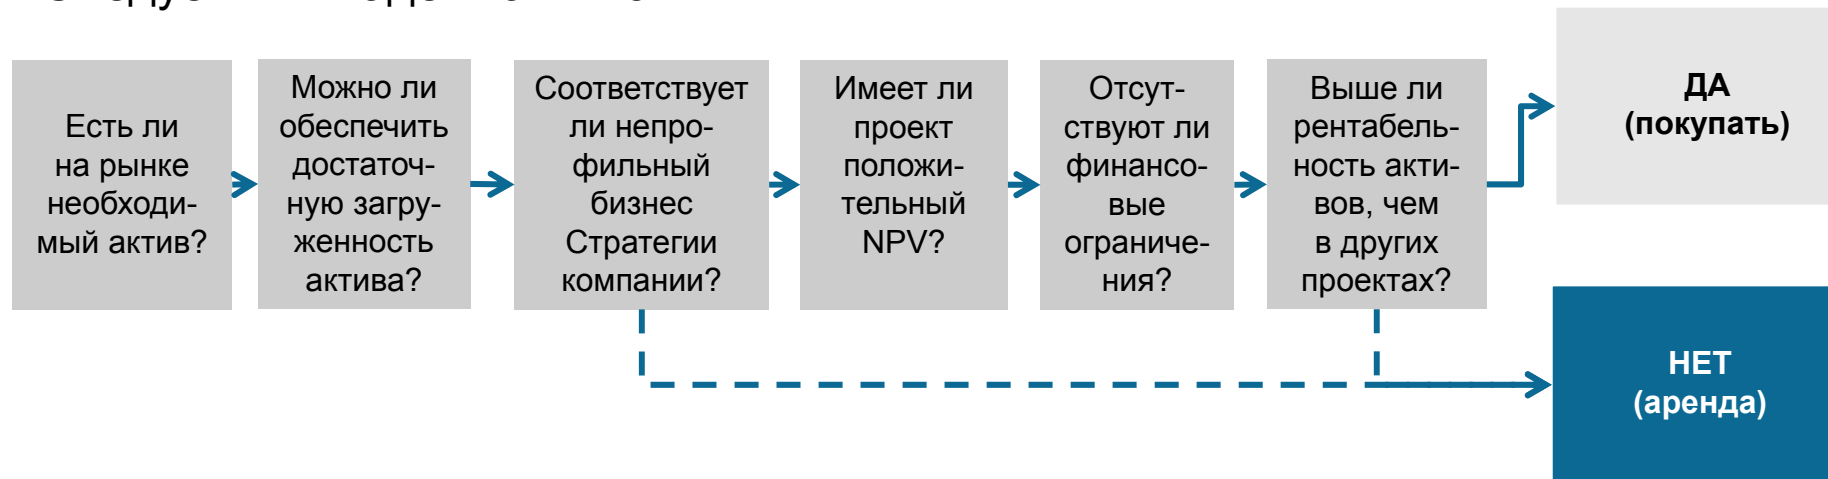 Есть ли
на рынке
необходи-
мый актив?
Можно ли
обеспечить
достаточ-
ную загру-
женность
актива?
Соответствует
ли непро-
фильный
бизнес
Стратегии
компании?
Имеет ли
проект
положи-
тельный
NPV?
Отсут-
ствуют ли
финансо-
вые
ограниче-
ния?
Выше ли
рентабель-
ность акти-
вов, чем
в других
проектах?
ДА
(покупать)
НЕТ
(аренда)